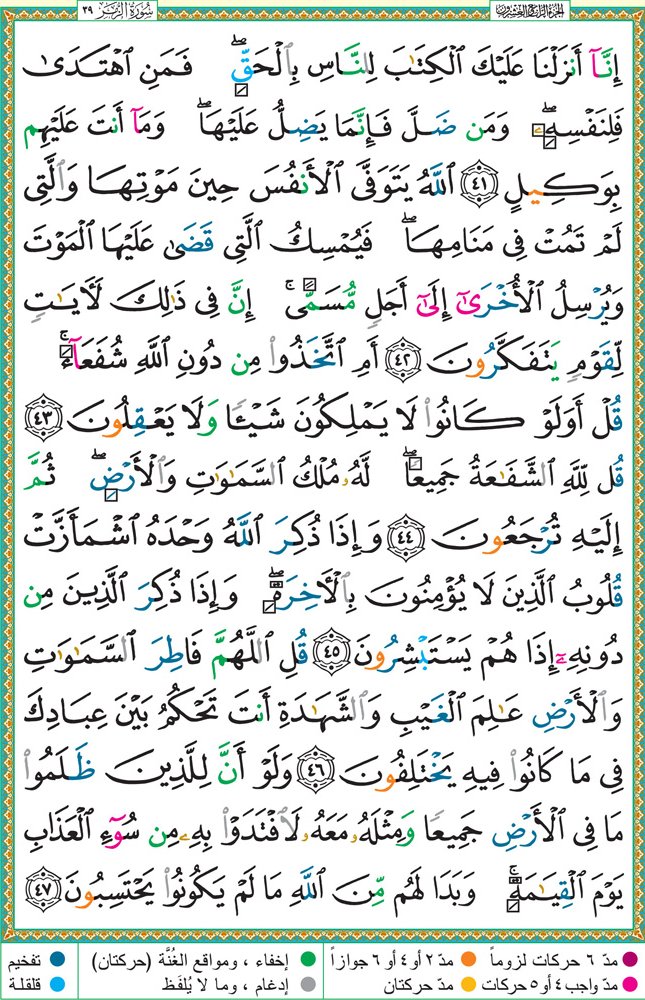 سُورَةُ الزُّمَرِ ٣٩
الجزء الرابع والعشرون
إِنَّآ أَنزَلْنَا عَلَيْكَ ٱلْكِتَٰبَ لِلنَّاسِ بِٱلْحَقِّ ۖ فَمَنِ ٱهْتَدَىٰ
فَلِنَفْسِهِۦ ۖ وَمَن ضَلَّ فَإِنَّمَا يَضِلُّ عَلَيْهَا ۖ وَمَآ أَنتَ عَلَيْهِم
بِوَكِيلٍ ٤١ ٱللَّهُ يَتَوَفَّى ٱلْأَنفُسَ حِينَ مَوْتِهَا وَٱلَّتِى
لَمْ تَمُتْ فِى مَنَامِهَا ۖ فَيُمْسِكُ ٱلَّتِى قَضَىٰ عَلَيْهَا ٱلْمَوْتَ
وَيُرْسِلُ ٱلْأُخْرَىٰٓ إِلَىٰٓ أَجَلٍ مُّسَمًّى ۚ إِنَّ فِى ذَٰلِكَ لَءَايَٰتٍ
لِّقَوْمٍ يَتَفَكَّرُونَ ٤٢ أَمِ ٱتَّخَذُوا۟ مِن دُونِ ٱللَّهِ شُفَعَآءَ ۚ
قُلْ أَوَلَوْ كَانُوا۟ لَا يَمْلِكُونَ شَيْـًٔا وَلَا يَعْقِلُونَ ٤٣
قُل لِّلَّهِ ٱلشَّفَٰعَةُ جَمِيعًا ۖ لَّهُۥ مُلْكُ ٱلسَّمَٰوَٰتِ وَٱلْأَرْضِ ۖ ثُمَّ
إِلَيْهِ تُرْجَعُونَ ٤٤ وَإِذَا ذُكِرَ ٱللَّهُ وَحْدَهُ ٱشْمَأَزَّتْ
قُلُوبُ ٱلَّذِينَ لَا يُؤْمِنُونَ بِٱلْءَاخِرَةِ ۖ وَإِذَا ذُكِرَ ٱلَّذِينَ مِن
دُونِهِۦٓ إِذَا هُمْ يَسْتَبْشِرُونَ ٤٥ قُلِ ٱللَّهُمَّ فَاطِرَ ٱلسَّمَٰوَٰتِ
وَٱلْأَرْضِ عَٰلِمَ ٱلْغَيْبِ وَٱلشَّهَٰدَةِ أَنتَ تَحْكُمُ بَيْنَ عِبَادِكَ
فِى مَا كَانُوا۟ فِيهِ يَخْتَلِفُونَ ٤٦ وَلَوْ أَنَّ لِلَّذِينَ ظَلَمُوا۟
مَا فِى ٱلْأَرْضِ جَمِيعًا وَمِثْلَهُۥ مَعَهُۥ لَٱفْتَدَوْا۟ بِهِۦ مِن سُوٓءِ ٱلْعَذَابِ
يَوْمَ ٱلْقِيَٰمَةِ ۚ وَبَدَا لَهُم مِّنَ ٱللَّهِ مَا لَمْ يَكُونُوا۟ يَحْتَسِبُونَ ٤٧
مدّ ٦ حركات لزوماً مدّ ٢ أو ٤ أو ٦ جوازاً إخفاء ، ومواقع الغُنَّة (حركتان) تفخيم
مدّ واجب ٤ أو ٥ حركات مدّ حركتان إدغام ، وما لا يُلفَظ قلقلة